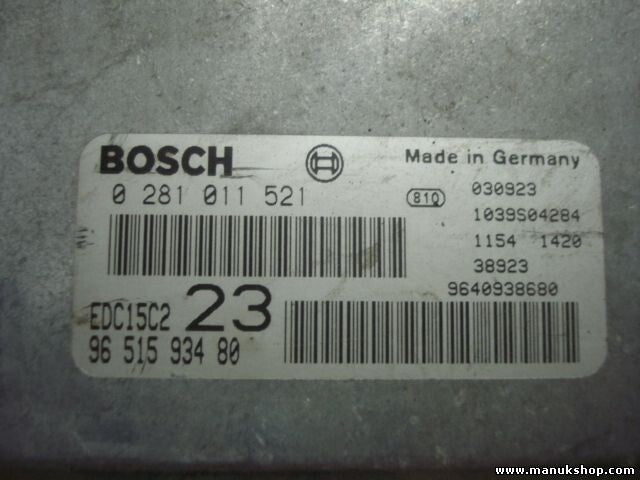 BOSCH
Made in Germany
0 281 011 521
810
030923
1039S04284
1154 1420
38923
9640938680
EDC15C2 23
96 515 934 80
www.manukshop.com